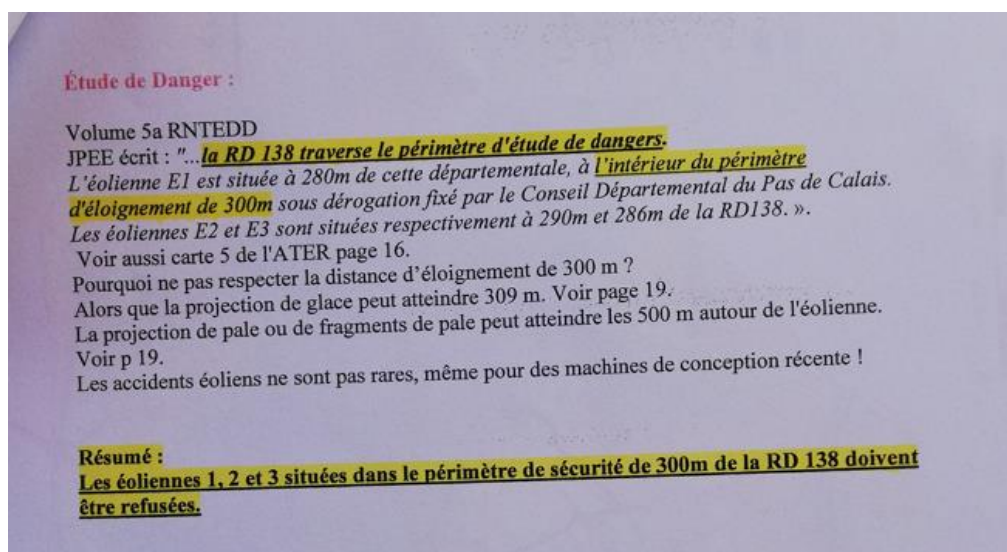 Étude de Danger :
Volume 5a RNTEDD
JPEE écrit : "...la RD 138 traverse le périmètre d'étude de dangers.
L'éolienne E1 est située à 280m de cette départementale, à l'intérieur du périmètre
d'éloignement de 300m sous dérogation fixé par le Conseil Départemental du Pas de Calais.
Les éoliennes E2 et E3 sont situées respectivement à 290m et 286m de la RD138. ».
Voir aussi carte 5 de l'ATER page 16.
Pourquoi ne pas respecter la distance d'éloignement de 300 m ?
Alors que la projection de glace peut atteindre 309 m. Voir page 19.
La projection de pale ou de fragments de pale peut atteindre les 500 m autour de l'éolienne.
Voir p 19.
Les accidents éoliens ne sont pas rares, même pour des machines de conception récente !
Résumé :
Les éoliennes 1, 2 et 3 situées dans le périmètre de sécurité de 300m de la RD 138 doivent
être refusées.